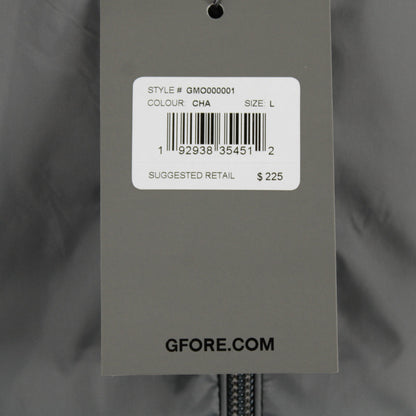 STYLE # GMO000001
COLOUR: CHA SIZE: L
1 92938 35451 2
SUGGESTED RETAIL $ 225
GFORE.COM